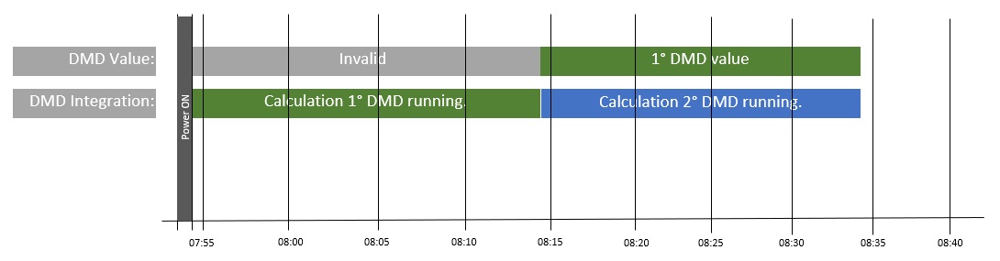 DMD Value:
Invalid
1° DMD value
DMD Integration:
Calculation 1° DMD running.
Calculation 2° DMD running.
Power ON
07:55
08:00
08:05
08:10
08:15
08:20
08:25
08:30
08:35
08:40